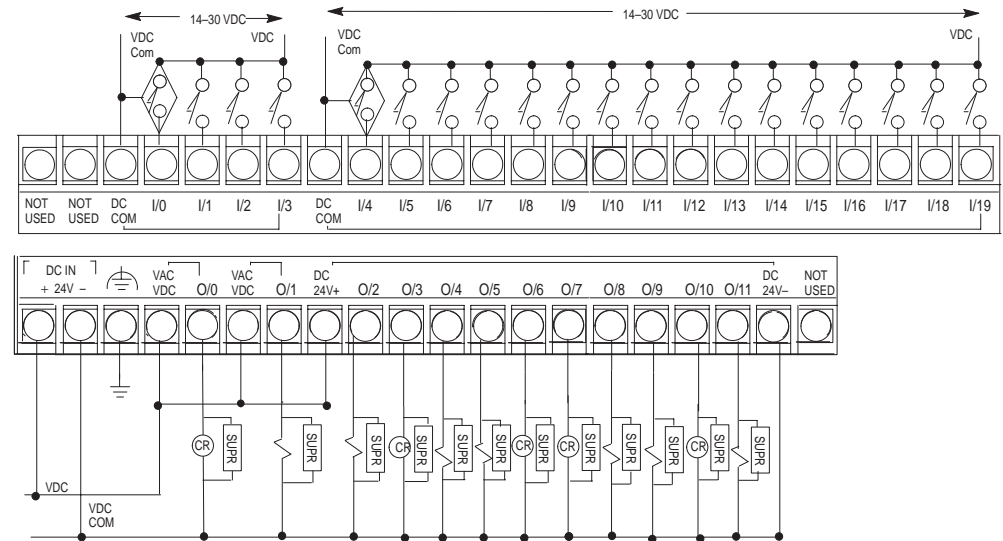 14–30 VDC
14–30 VDC
VDC
Com
VDC
VDC
Com
VDC
NOT
USED
NOT
USED
DC
COM
I/0
I/1
I/2
I/3
DC
COM
I/4
I/5
I/6
I/7
I/8
I/9
I/10
I/11
I/12
I/13
I/14
I/15
I/16
I/17
I/18
I/19
DC IN
+ 24V –
VAC
VDC
O/0
VAC
VDC
O/1
DC
24V+
O/2
O/3
O/4
O/5
O/6
O/7
O/8
O/9
O/10
O/11
DC
24V–
NOT
USED
CR
SUPR
SUPR
SUPR
CR
SUPR
SUPR
SUPR
CR
SUPR
CR
SUPR
SUPR
SUPR
CR
SUPR
SUPR
VDC
VDC
COM